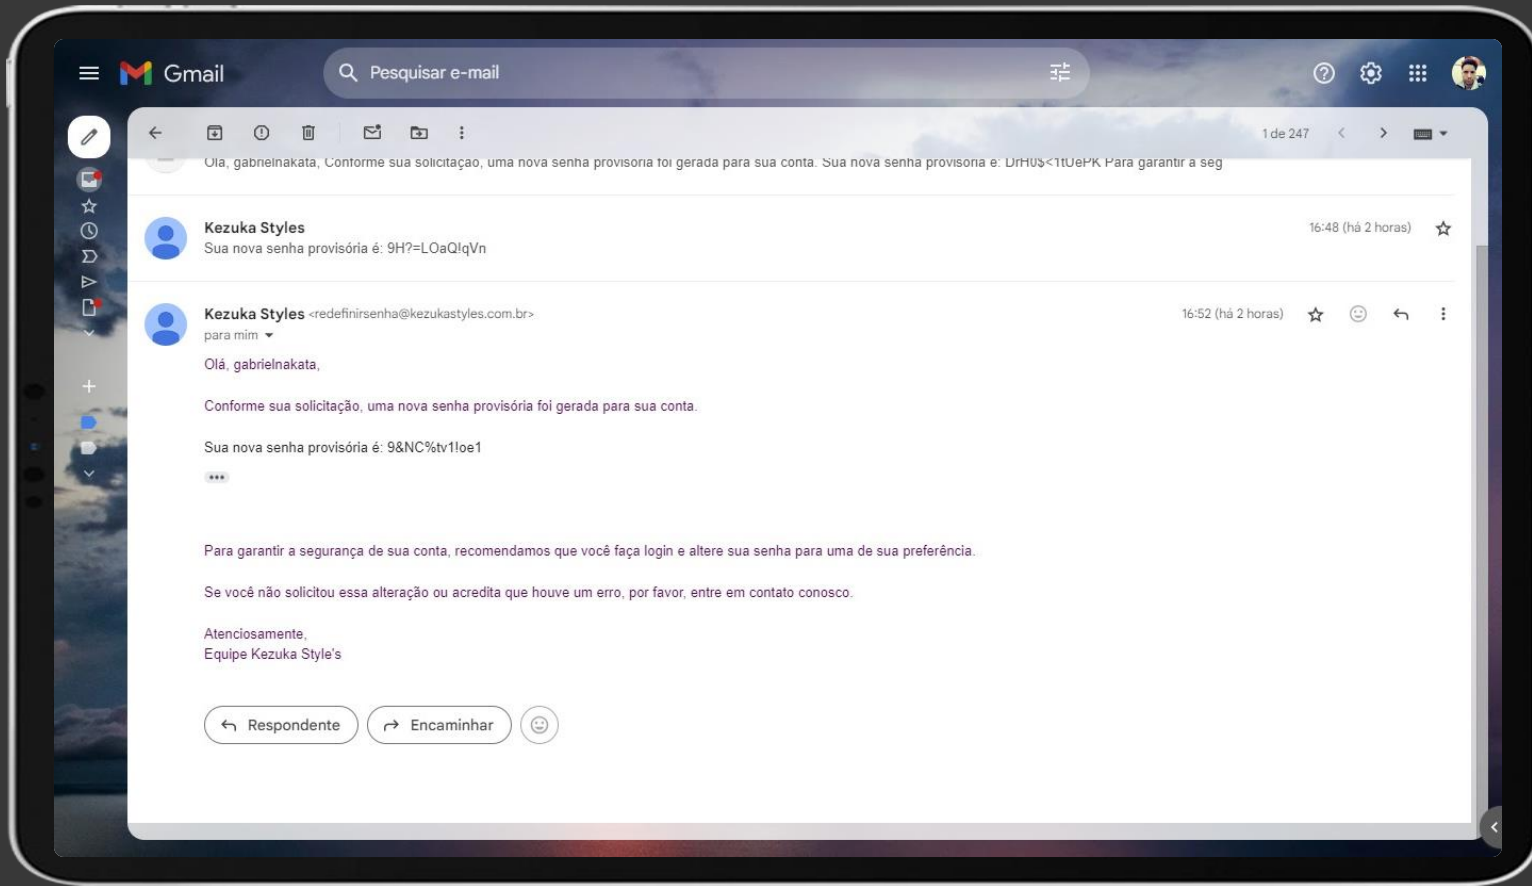 Gmail
Pesquisar e-mail
1 de 247
Olá, gabrielnakata, Conforme sua solicitação, uma nova senha provisória foi gerada para sua conta. Sua nova senha provisória é: Para garantir a seg
Kezuka Styles
16:48 (há 2 horas)
Sua nova senha provisória é: 9H?=LOaQ!qVn
Kezuka Styles <redefinirsenha@kezukastyles.com.br>
16:52 (há 2 horas)
para mim
Olá, gabrielnakata,
Conforme sua solicitação, uma nova senha provisória foi gerada para sua conta.
Sua nova senha provisória é: 9&NC%tv1!oe1
Para garantir a segurança de sua conta, recomendamos que você faça login e altere sua senha para uma de sua preferência.
Se você não solicitou essa alteração ou acredita que houve um erro, por favor, entre em contato conosco.
Atenciosamente,
Equipe Kezuka Style's
Respondente
Encaminhar